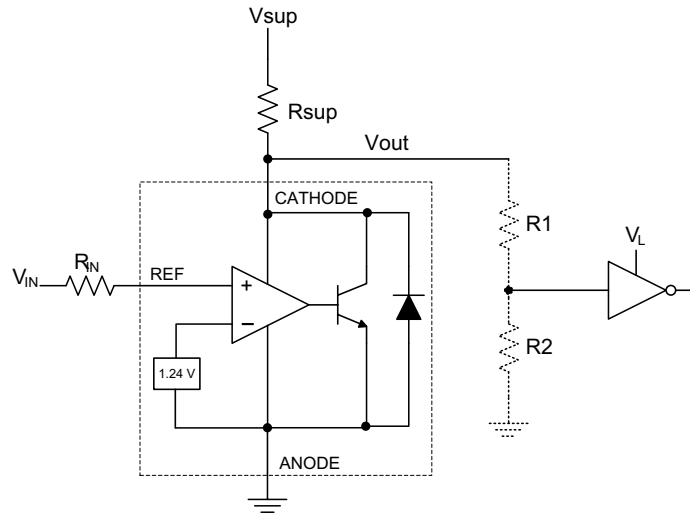 Vsup
Rsup
Vout
CATHODE
R1
VL
RIN
VIN
REF
+
−
R2
1.24 V
ANODE